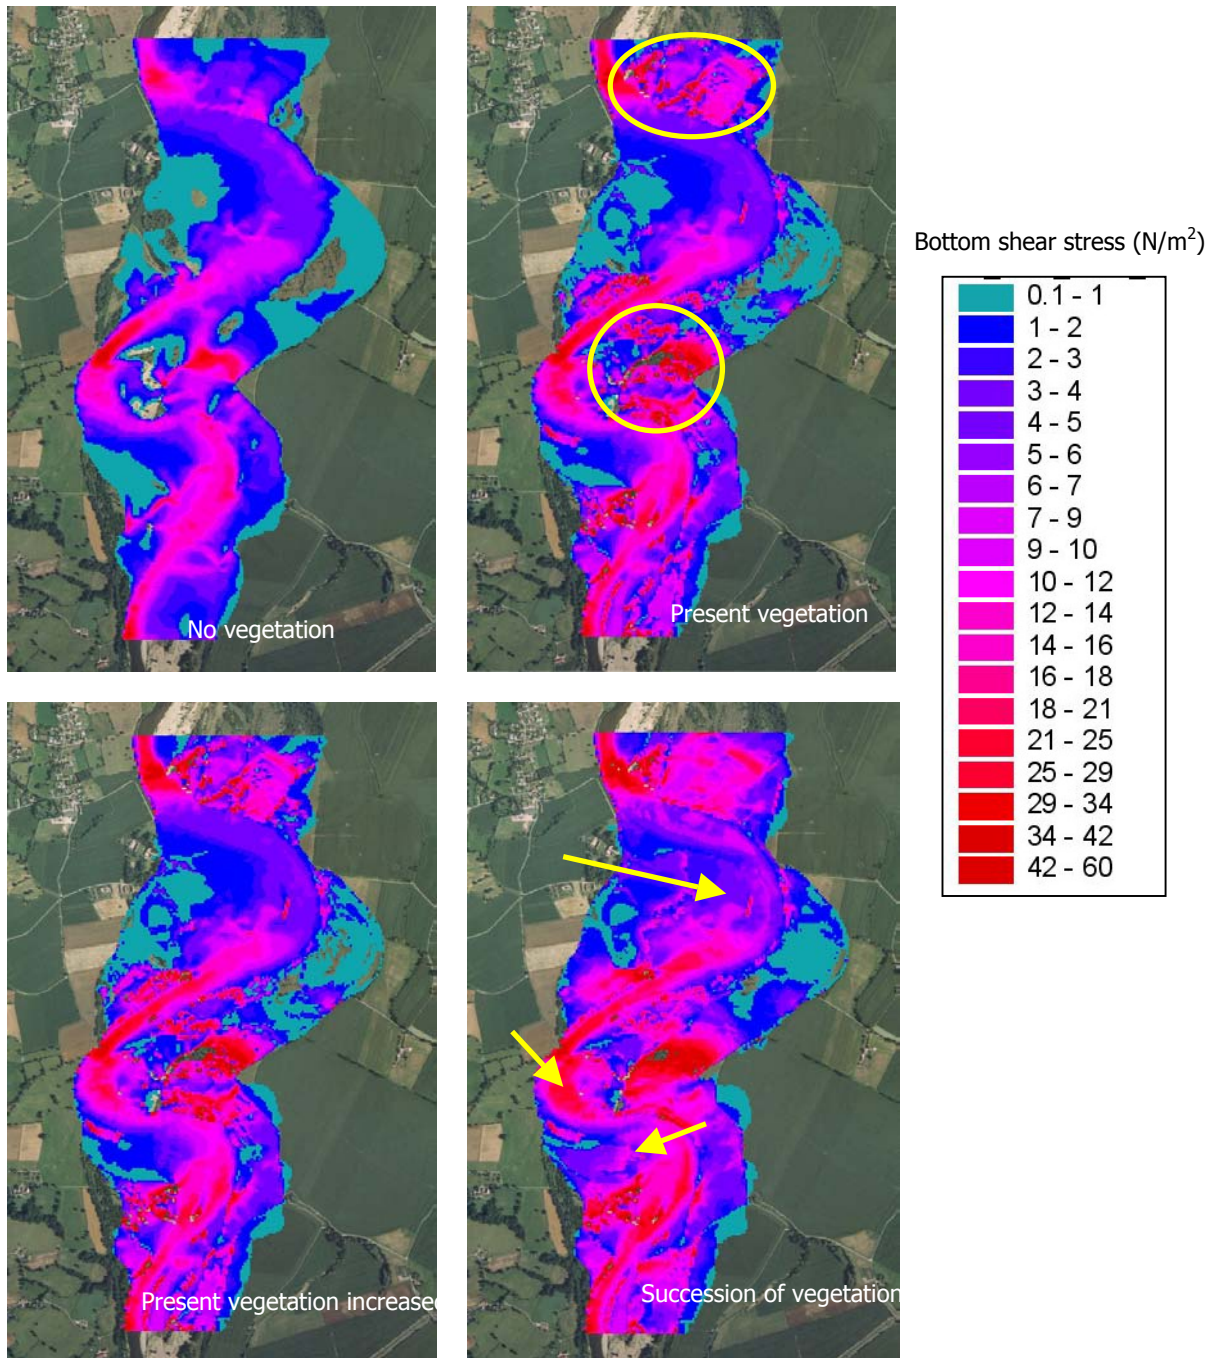 No vegetation
Present vegetation
Bottom shear stress (N/m²)
0.1 - 1
1 - 2
2 - 3
3 - 4
4 - 5
5 - 6
6 - 7
7 - 9
9 - 10
10 - 12
12 - 14
14 - 16
16 - 18
18 - 21
21 - 25
25 - 29
29 - 34
34 - 42
42 - 60
Present vegetation increased
Succession of vegetation